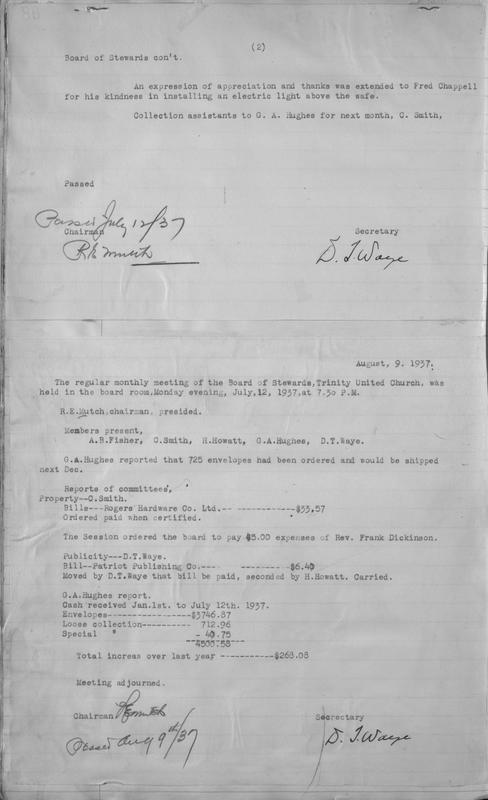 (2)
Board of Stewards con't.
An expression of appreciation and thanks was extended to Fred Chappell
for his kindness in installing an electric light above the safe.
Collection assistants to G. A. Hughes for next month, C. Smith,
Passed
Passed July 12/37
Chairman
Secretary
R E Mutch
D. T. Waye
August, 9. 1937.
The regular monthly meeting of the Board of Stewards,Trinity United Church, was
held in the board room,Monday evening, July,12, 1937,at 7.30 P.M.
R.E.Mutch,chairman, presided.
Members present,
A.B.Fisher, C.Smith, H.Howatt, G.A.Hughes, D.T.Waye.
G.A.Hughes reported that 725 envelopes had been ordered and would be shipped
next Dec.
Reports of committees,
Property--C.Smith.
Bills---Rogers Hardware Co. Ltd.-- -----------$33.57
Ordered paid when certified.
The Session ordered the board to pay $5.00 expenses of Rev. Frank Dickinson.
Publicity---D.T.Waye.
Bill--Patriot Publishing Co.---- ---------$6.40
Moved by D.T.Waye that bill be paid, seconded by H.Howatt. Carried.
G.A.Hughes report.
Cash received Jan.1st. to July 12th. 1937.
Envelopes----------------$3746.87
Loose collection---------- 712.96
Special " - 40.75
4500.58
Total increas over last year -----------$268.08
Meeting adjourned.
Chairman R E Mutch
Secretary
Passed Aug 9th/37
D. T. Waye